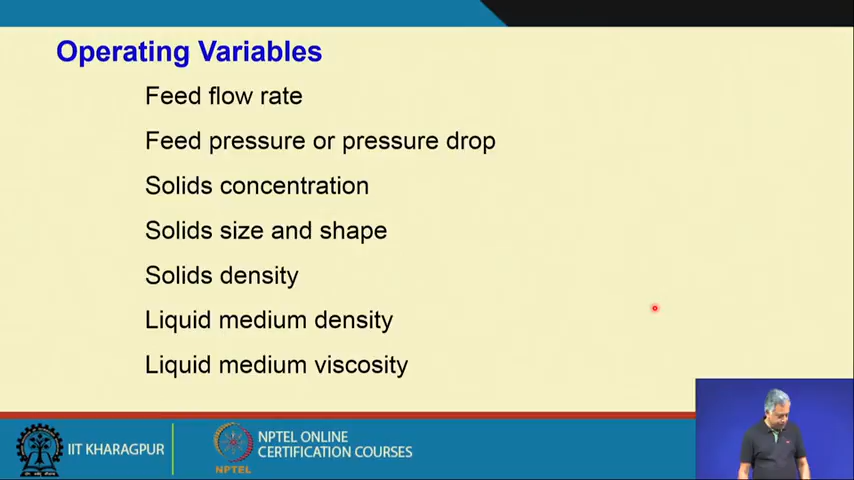 Operating Variables
Feed flow rate
Feed pressure or pressure drop
Solids concentration
Solids size and shape
Solids density
Liquid medium density
Liquid medium viscosity
IIT KHARAGPUR
NPTEL
NPTEL ONLINE
CERTIFICATION COURSES